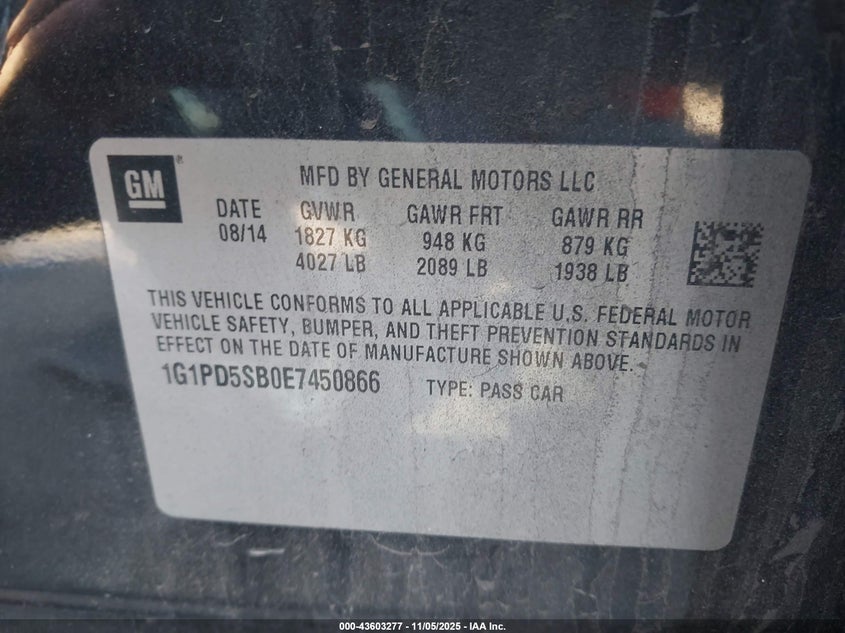 GM
MFD BY GENERAL MOTORS LLC
DATE GVWR GAWR FRT GAWR RR
08/14 1827 KG 948 KG 879 KG
4027 LB 2089 LB 1938 LB
THIS VEHICLE CONFORMS TO ALL APPLICABLE U.S. FEDERAL MOTOR
VEHICLE SAFETY, BUMPER, AND THEFT PREVENTION STANDARDS IN
EFFECT ON THE DATE OF MANUFACTURE SHOWN ABOVE.
1G1PD5SB0E7450866 TYPE: PASS CAR
000-43603277 - 11/05/2025 - IAA Inc.